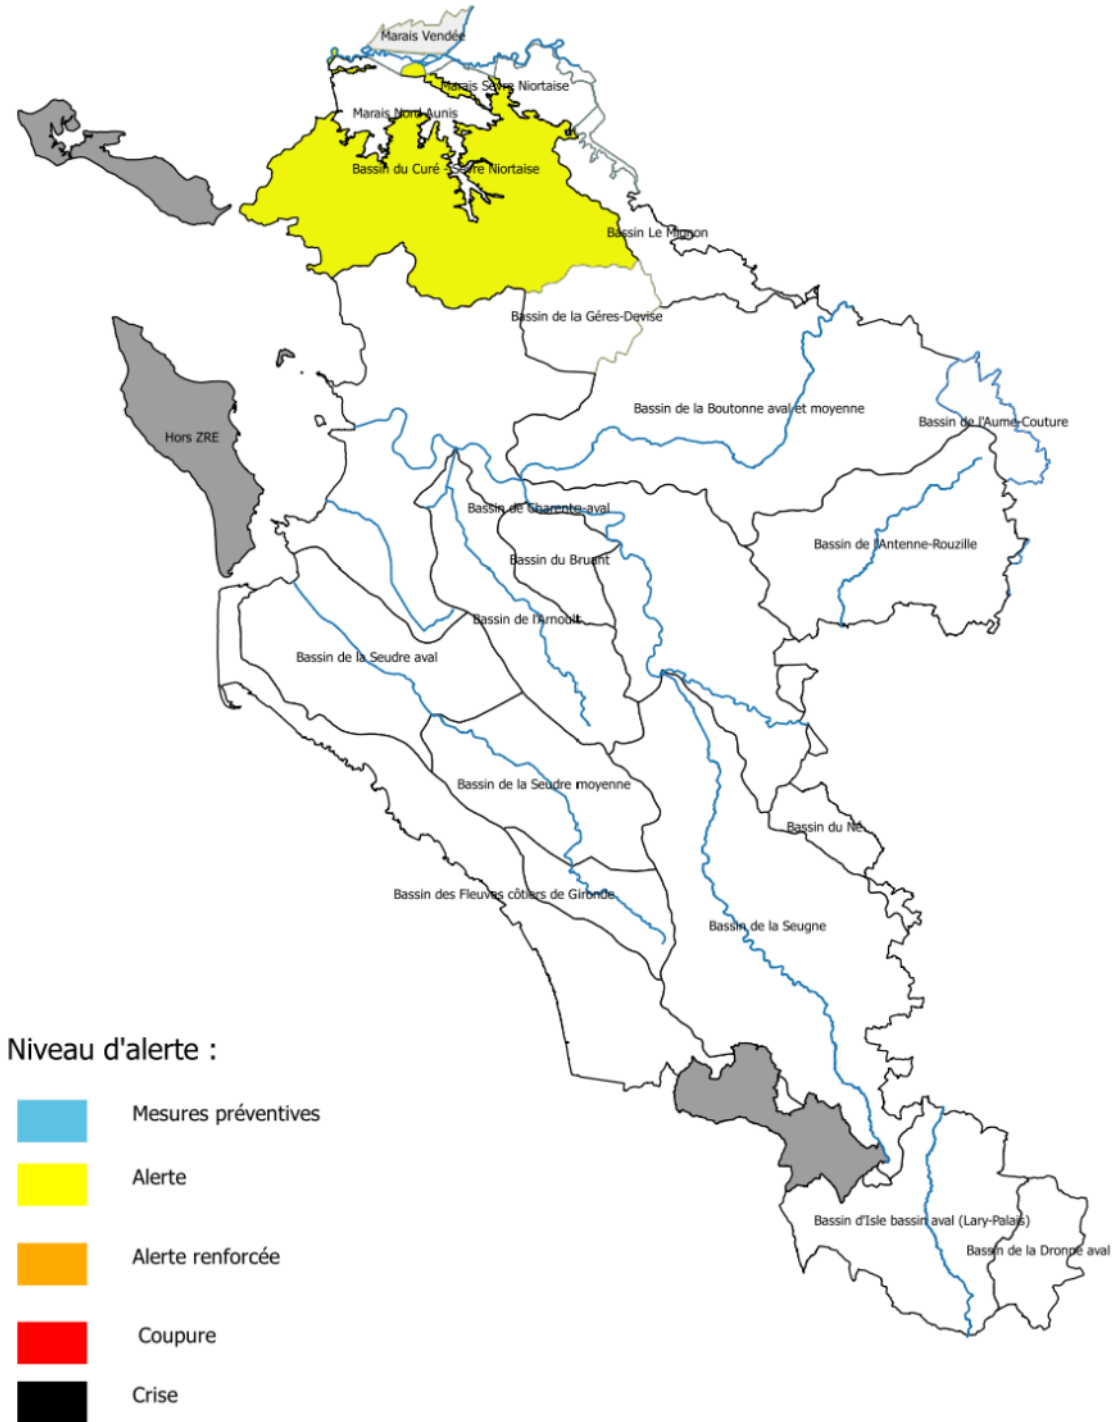 Marais Vendée
Marais Sèvre Niortaise
Marais Nord Aunis
Bassin du Curé - Sèvre Niortaise
Bassin Le Mignon
Bassin de la Géres-Devise
Bassin de la Boutonne aval et moyenne
Bassin de l'Aume-Couture
Hors ZRE
Bassin de Charente-aval
Bassin de l'Antenne-Rouzille
Bassin du Bruant
Bassin de l'Arnoult
Bassin de la Seudre aval
Bassin de la Seudre moyenne
Bassin du Né
Bassin des Fleuves côtiers de Gironde
Bassin de la Seugne
Niveau d'alerte :
Mesures préventives
Alerte
Alerte renforcée
Coupure
Crise
Bassin d'Isle bassin aval (Lary-Palais)
Bassin de la Dronne aval